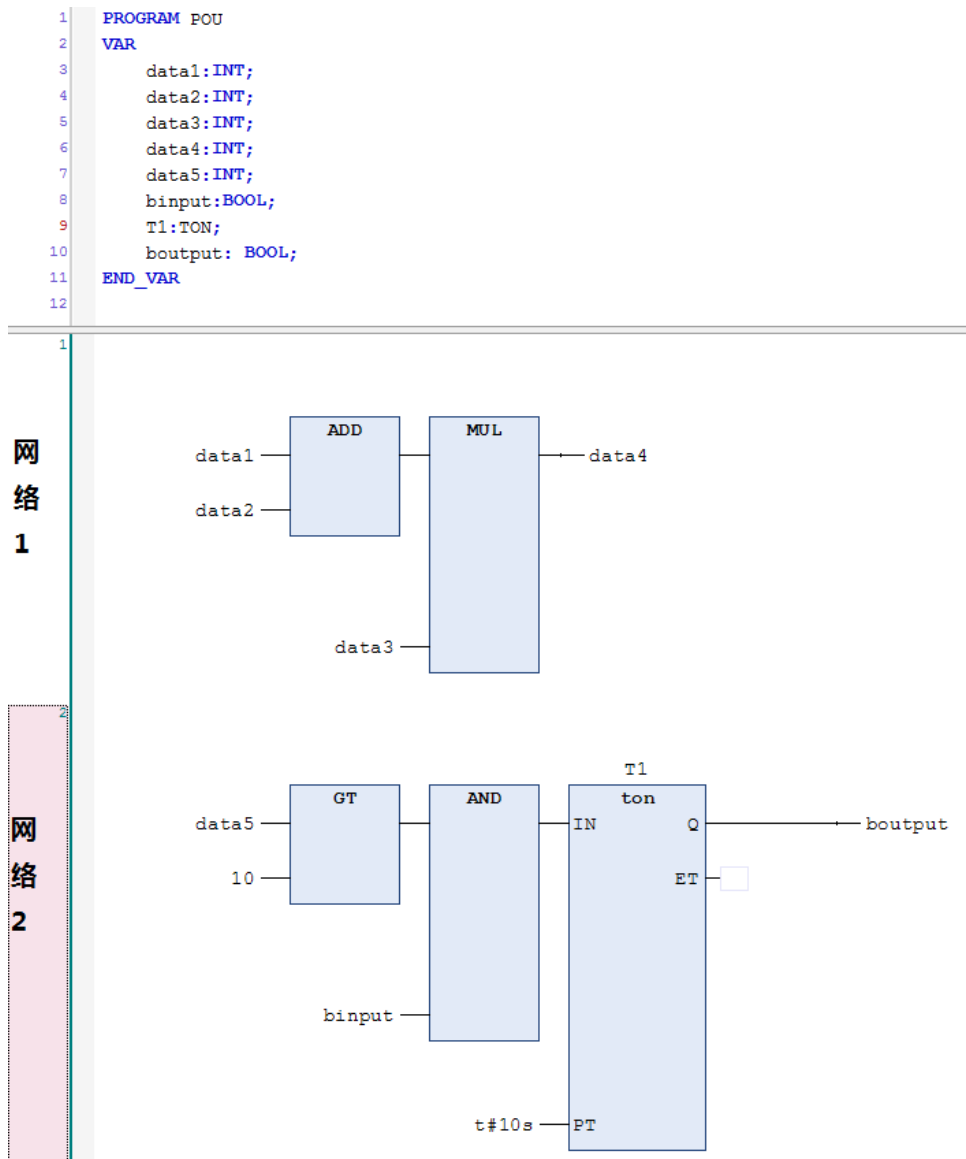 1 PROGRAM POU
2 VAR
3 data1:INT;
4 data2:INT;
5 data3:INT;
6 data4:INT;
7 data5:INT;
8 binput:BOOL;
9 T1:TON;
10 boutput: BOOL;
11 END_VAR
12
1
ADD MUL
data1 data4
data2
网
络
1
data3
2
T1
GT AND ton
data5 IN Q boutput
10 ET
网
络
2
binput
t#10s PT